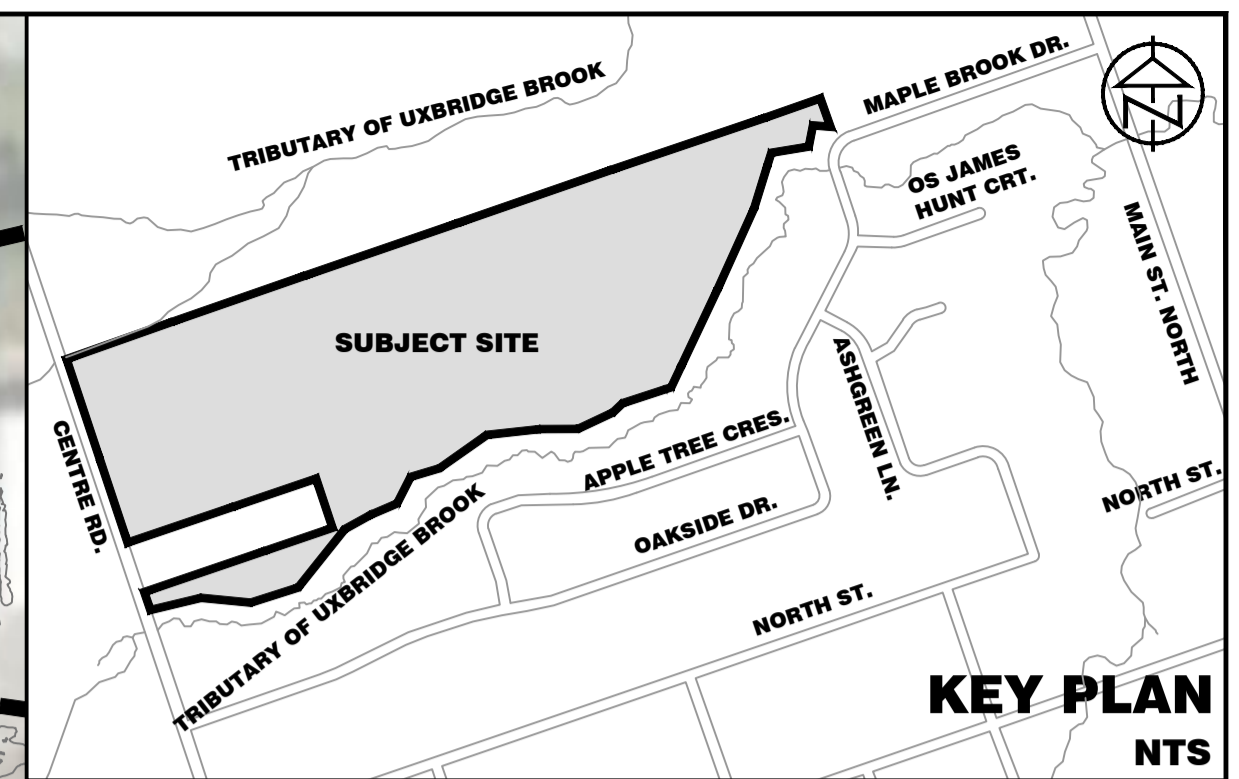 TRIBUTARY OF UXBRIDGE BROOK
MAPLE BROOK DR.
N
OS JAMES
HUNT CRT.
MAIN ST. NORTH
SUBJECT SITE
ASHGREEN LN.
CENTRE RD.
APPLE TREE CRES.
NORTH ST.
OAKSIDE DR.
TRIBUTARY OF UXBRIDGE BROOK
NORTH ST.
KEY PLAN
NTS